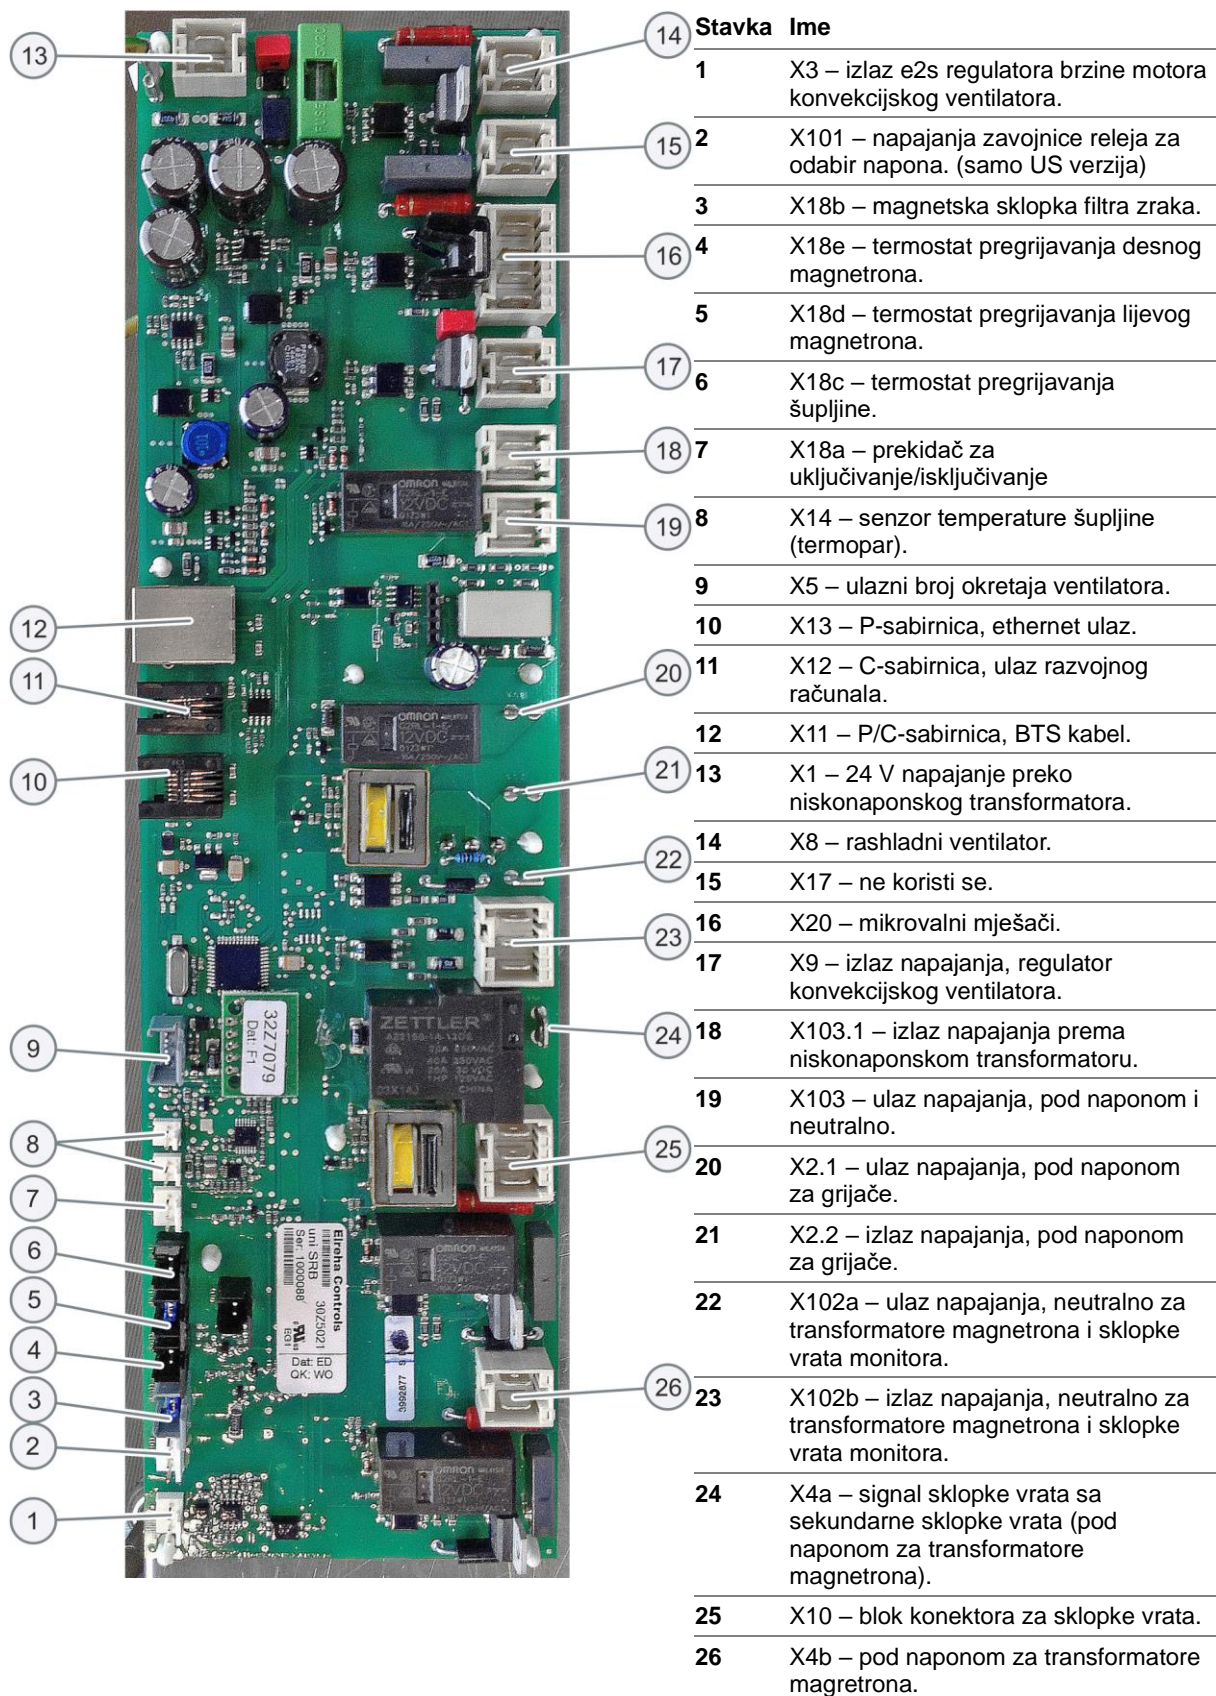 Stavka Ime
1 X3 – izlaz e2s regulatora brzine motora
konvekcijskog ventilatora.
2 X101 – napajanja zavojnice releja za
odabir napona. (samo US verzija)
3 X18b – magnetska sklopka filtra zraka.
4 X18e – termostat pregrijavanja desnog
magnetrona.
5 X18d – termostat pregrijavanja lijevog
magnetrona.
6 X18c – termostat pregrijavanja
šupljine.
7 X18a – prekidač za
uključivanje/isključivanje
8 X14 – senzor temperature šupljine
(termopar).
9 X5 – ulazni broj okretaja ventilatora.
10 X13 – P-sabirnica, ethernet ulaz.
11 X12 – C-sabirnica, ulaz razvojnog
računala.
12 X11 – P/C-sabirnica, BTS kabel.
13 X1 – 24 V napajanje preko
niskonaponskog transformatora.
14 X8 – rashladni ventilator.
15 X17 – ne koristi se.
16 X20 – mikrovalni mješači.
17 X9 – izlaz napajanja, regulator
konvekcijskog ventilatora.
18 X103.1 – izlaz napajanja prema
niskonaponskom transformatoru.
19 X103 – ulaz napajanja, pod naponom i
neutralno.
20 X2.1 – ulaz napajanja, pod naponom
za grijače.
21 X2.2 – izlaz napajanja, pod naponom
za grijače.
22 X102a – ulaz napajanja, neutralno za
transformatore magnetrona i sklopke
vrata monitora.
23 X102b – izlaz napajanja, neutralno za
transformatore magnetrona i sklopke
vrata monitora.
24 X4a – signal sklopke vrata sa
sekundarne sklopke vrata (pod
naponom za transformatore
magnetrona).
25 X10 – blok konektora za sklopke vrata.
26 X4b – pod naponom za transformatore
magretrona.
13
14
15
16
17
18
19
12
11
10
20
21
22
23
24
9
8
7
6
5
4
3
2
1
25
26
OMRON
12VDC
OMRON
12VDC
ZETTLER
CHINA
32Z7079
Dat: F1
Elreha Controls
uni SRB 30Z5021
Ser: 1000088
Dat: ED
QK: WO
3992877
OMRON
OMRON
12VDC